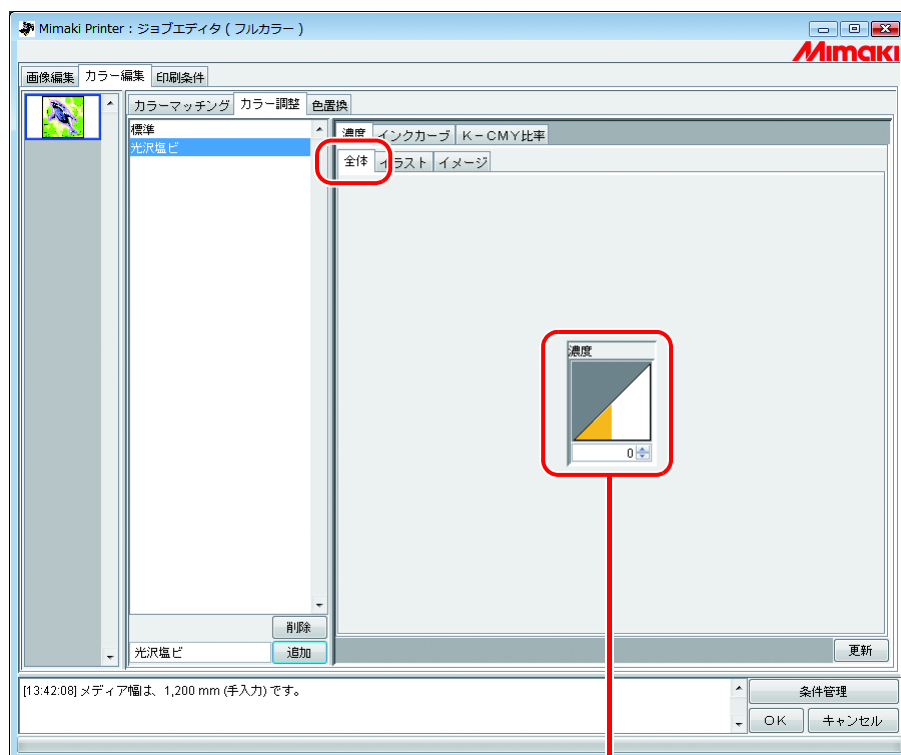 Mimaki Printer : ジョブエディタ ( フルカラー )
Mimaki
画像編集 カラー編集 印刷条件
カラーマッチング カラー調整 色置換
標準
光沢塩ビ
濃度 インクカーブ K-CMY比率
全体 イラスト イメージ
濃度
0
削除
光沢塩ビ 追加
更新
[13:42:08] メディア幅は、1,200 mm (手入力) です。
条件管理
OK キャンセル